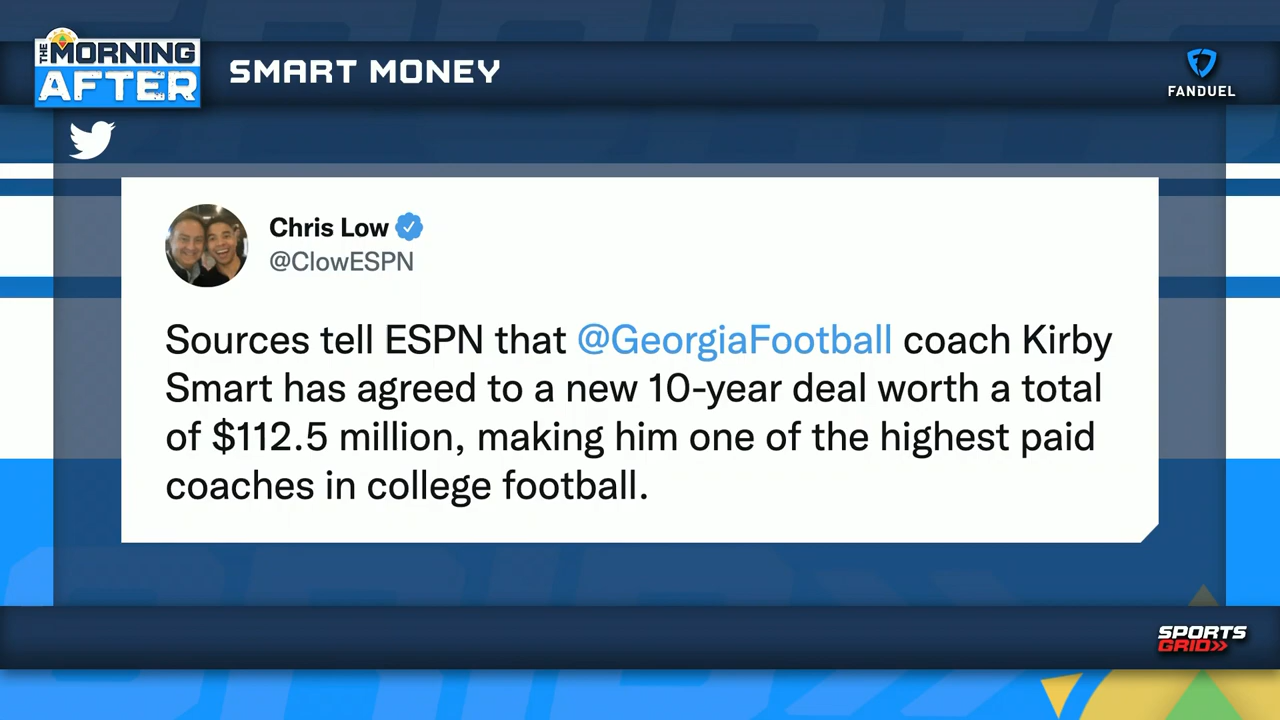 THE MORNING AFTER
SMART MONEY
FANDUEL
Chris Low
@ClowESPN
Sources tell ESPN that @GeorgiaFootball coach Kirby
Smart has agreed to a new 10-year deal worth a total
of $112.5 million, making him one of the highest paid
coaches in college football.
SPORTS
GRID